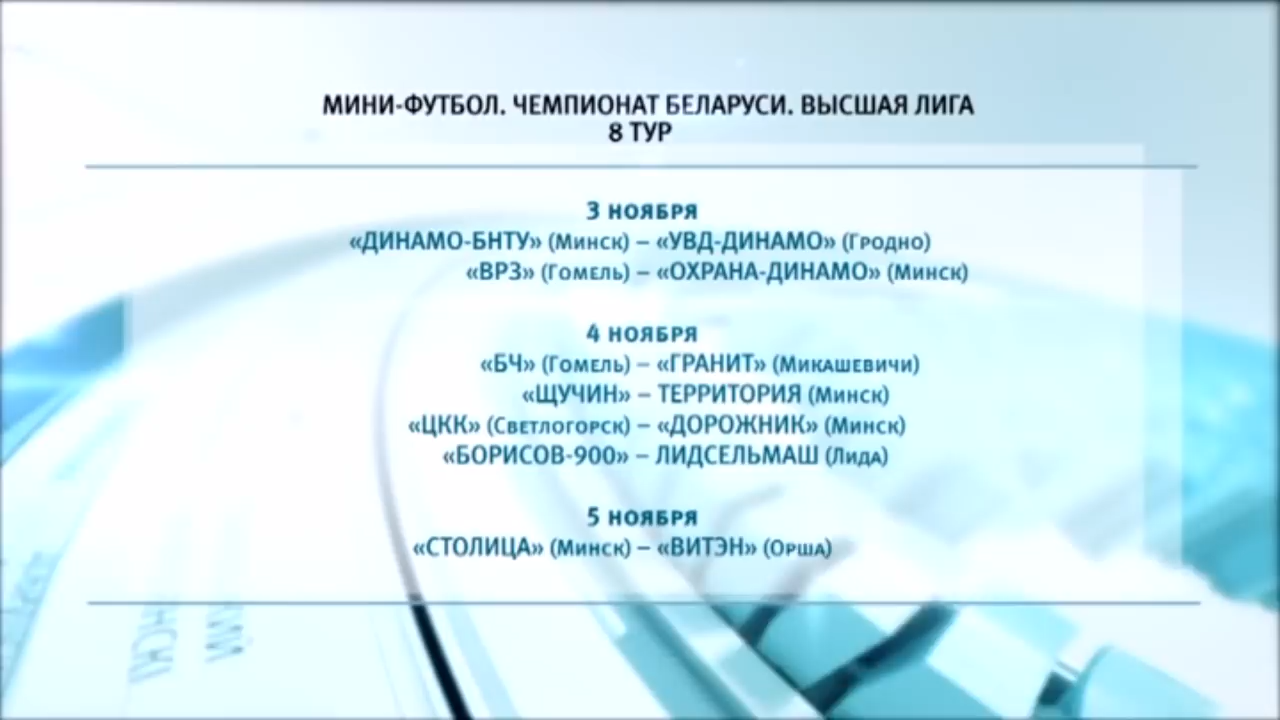 МИНИ-ФУТБОЛ. ЧЕМПИОНАТ БЕЛАРУСИ. ВЫСШАЯ ЛИГА
8 ТУР
3 НОЯБРЯ
«ДИНАМО-БНТУ» (Минск) – «УВД-ДИНАМО» (Гродно)
«ВРЗ» (Гомель) – «ОХРАНА-ДИНАМО» (Минск)
4 НОЯБРЯ
«БЧ» (Гомель) – «ГРАНИТ» (Микашевичи)
«ЩУЧИН» – ТЕРРИТОРИЯ (Минск)
«ЦКК» (Светлогорск) – «ДОРОЖНИК» (Минск)
«БОРИСОВ-900» – ЛИДСЕЛЬМАШ (Лида)
5 НОЯБРЯ
«СТОЛИЦА» (Минск) – «ВИТЭН» (Орша)